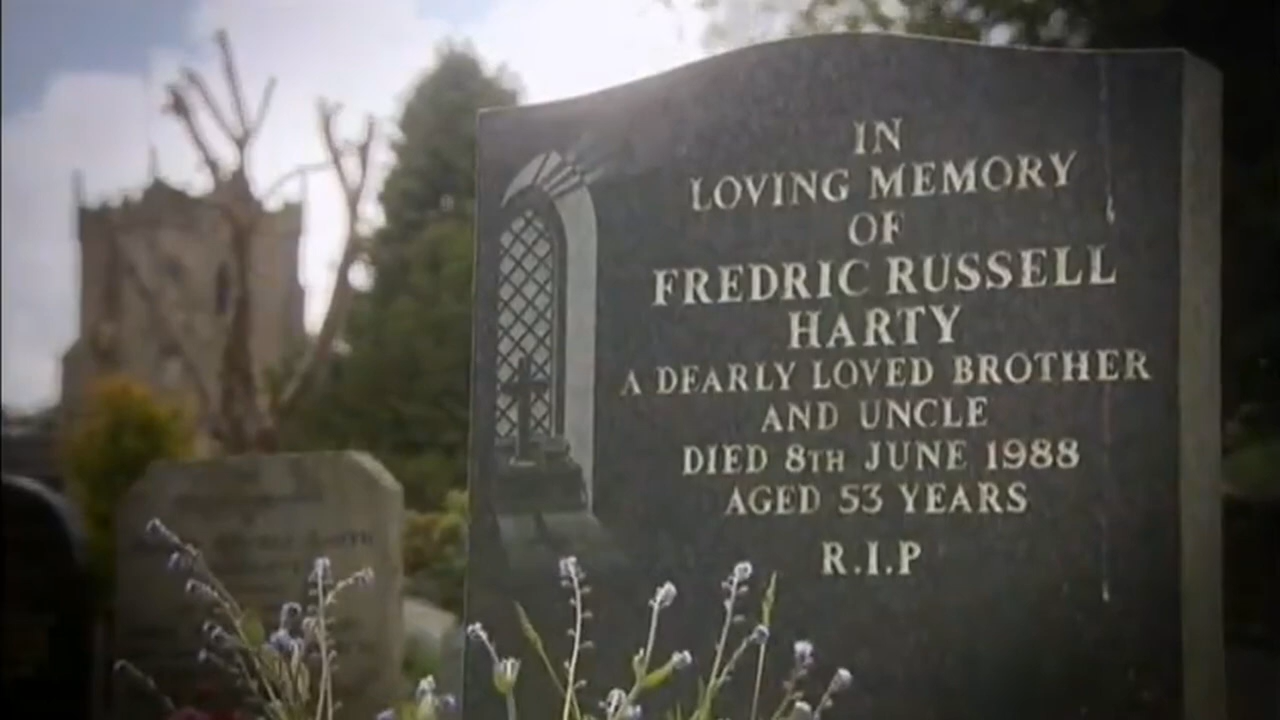 IN
LOVING MEMORY
OF
FREDRIC RUSSELL
HARTY
A DEARLY LOVED BROTHER
AND UNCLE
DIED 8TH JUNE 1988
AGED 53 YEARS
R.I.P